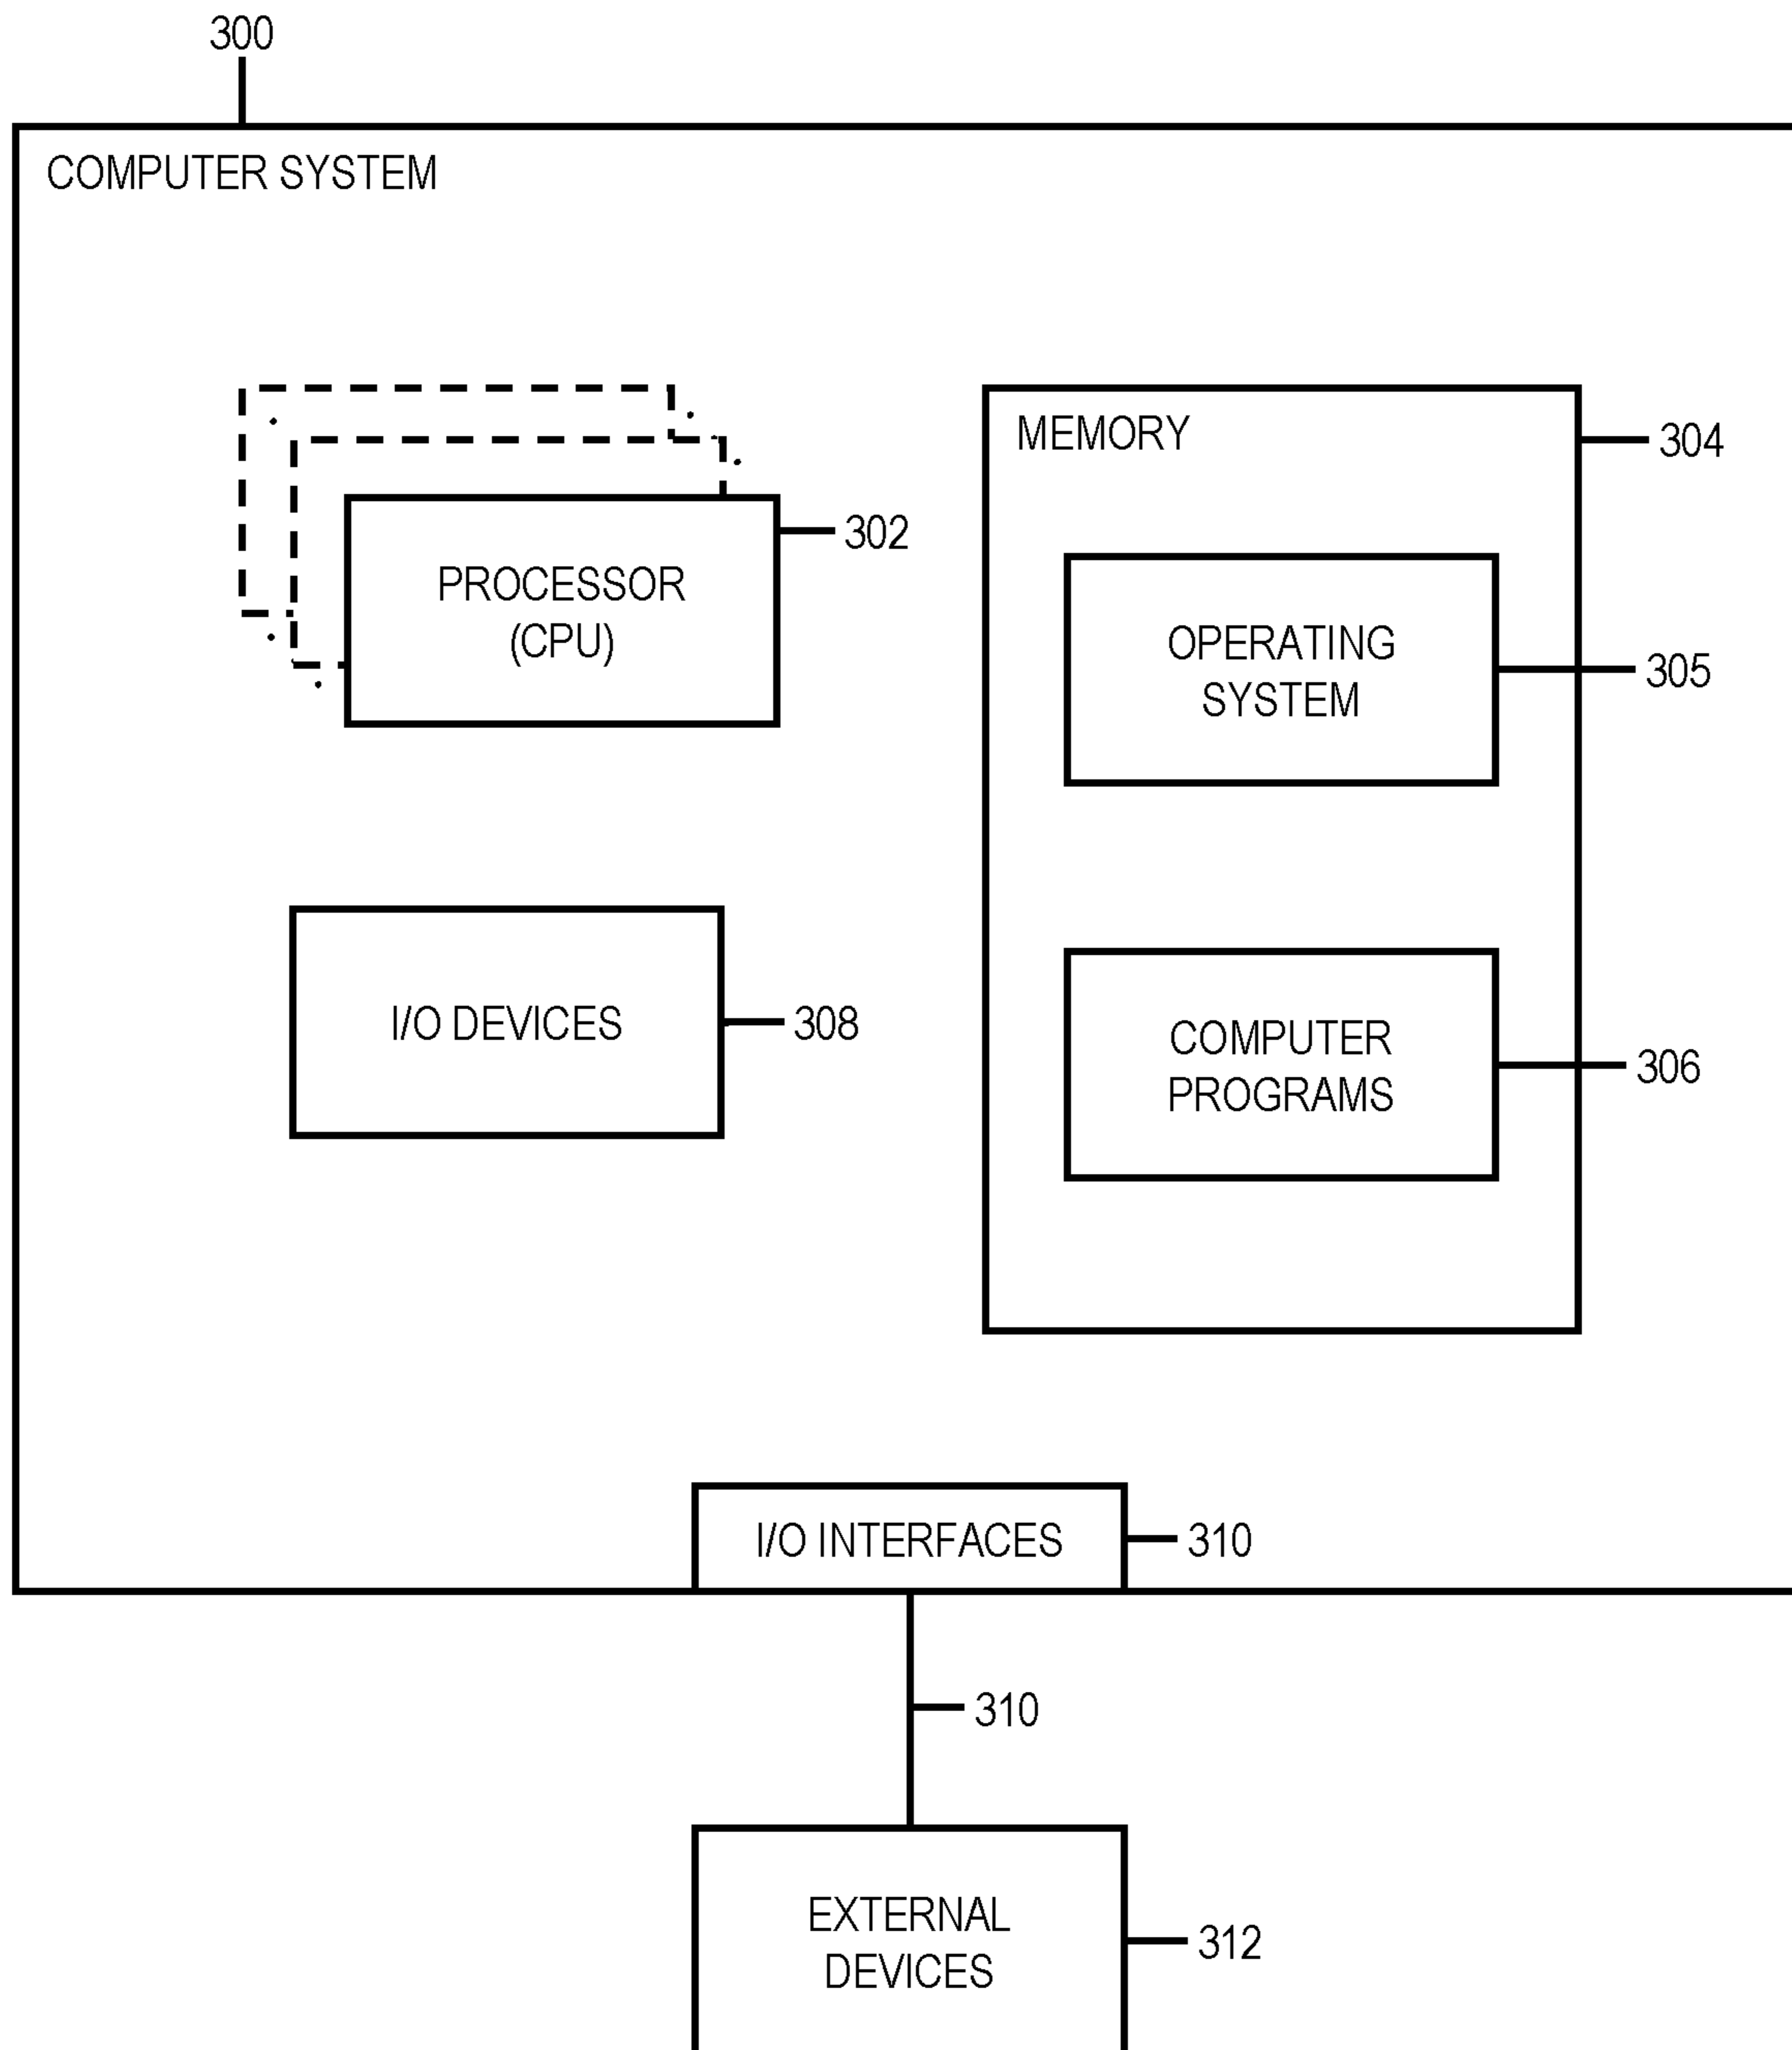 300
COMPUTER SYSTEM
MEMORY
304
302
PROCESSOR
(CPU)
OPERATING
SYSTEM
305
I/O DEVICES
308
COMPUTER
PROGRAMS
306
I/O INTERFACES
310
310
EXTERNAL
DEVICES
312